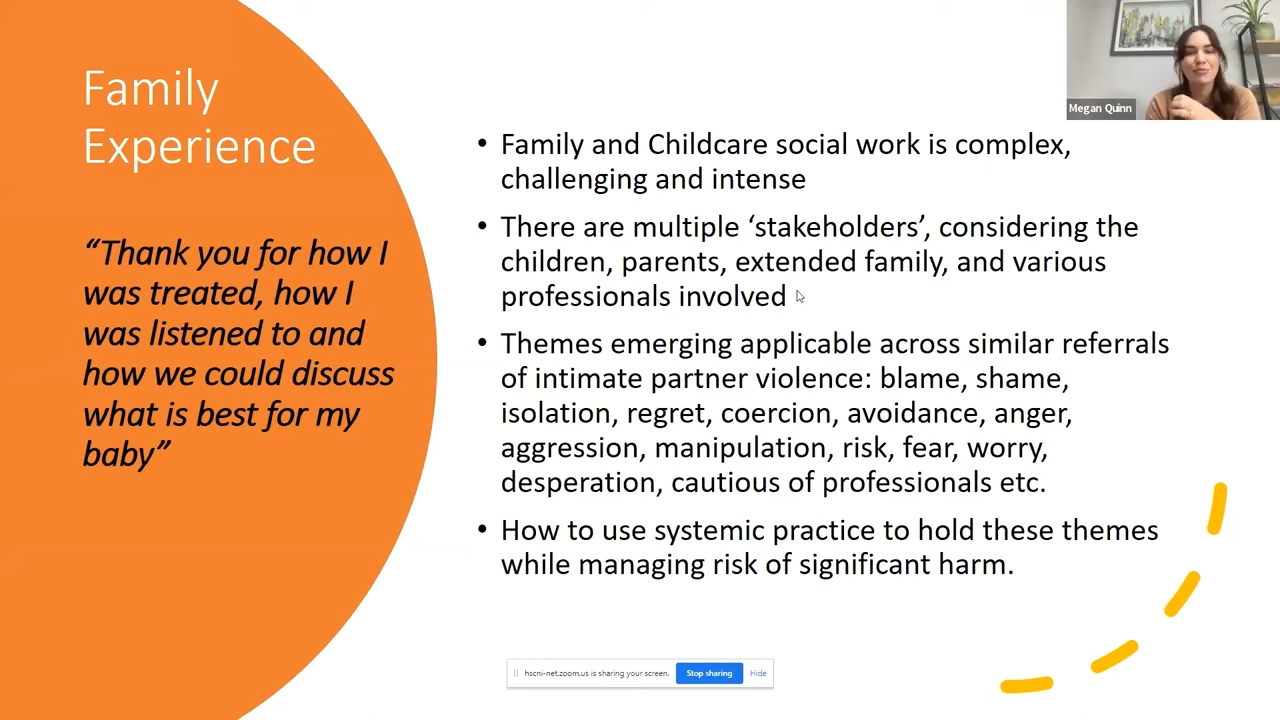 Family
Experience
“Thank you for how I
was treated, how I
was listened to and
how we could discuss
what is best for my
baby”
• Family and Childcare social work is complex,
challenging and intense
• There are multiple ‘stakeholders’, considering the
children, parents, extended family, and various
professionals involved
• Themes emerging applicable across similar referrals
of intimate partner violence: blame, shame,
isolation, regret, coercion, avoidance, anger,
aggression, manipulation, risk, fear, worry,
desperation, cautious of professionals etc.
• How to use systemic practice to hold these themes
while managing risk of significant harm.
Megan Quinn
hscni-net.zoom.us is sharing your screen.
Stop sharing
Hide